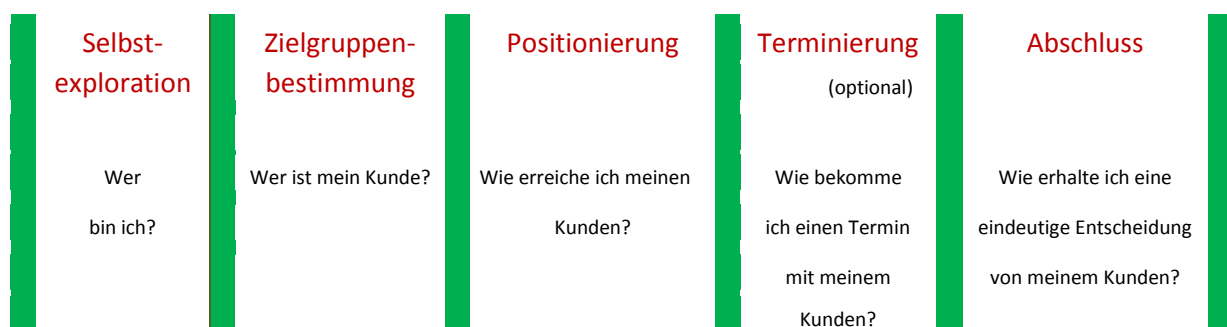 Selbst-
exploration
Wer
bin ich?
Zielgruppen-
bestimmung
Wer ist mein Kunde?
Positionierung
Wie erreiche ich meinen
Kunden?
Terminierung
(optional)
Wie bekomme
ich einen Termin
mit meinem
Kunden?
Abschluss
Wie erhalte ich eine
eindeutige Entscheidung
von meinem Kunden?